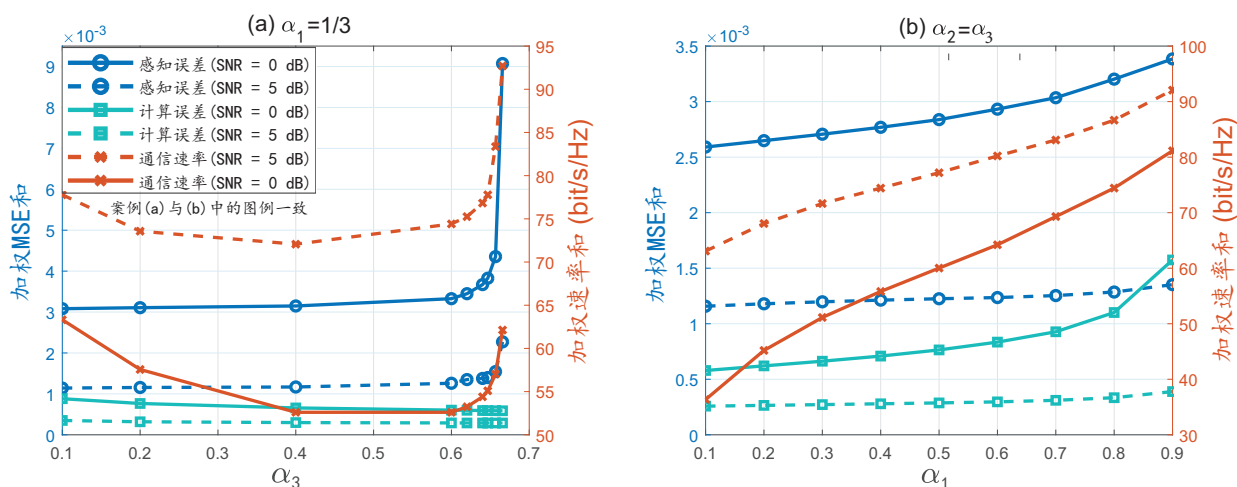 (a) α₁=1/3
×10⁻³
9
8
7
6
5
4
3
2
1
0
加权MSE和
感知误差(SNR = 0 dB)
感知误差(SNR = 5 dB)
计算误差(SNR = 0 dB)
计算误差(SNR = 5 dB)
通信速率(SNR = 5 dB)
通信速率(SNR = 0 dB)
案例(a)与(b)中的图例一致
95
90
85
80
75
70
65
60
55
50
加权速率和 (bit/s/Hz)
0.1 0.2 0.3 0.4 0.5 0.6 0.7
α₃
(b) α₂=α₃
×10⁻³
3.5
3
2.5
2
1.5
1
0.5
0
加权MSE和
100
90
80
70
60
50
40
30
加权速率和 (bit/s/Hz)
0.1 0.2 0.3 0.4 0.5 0.6 0.7 0.8 0.9
α₁